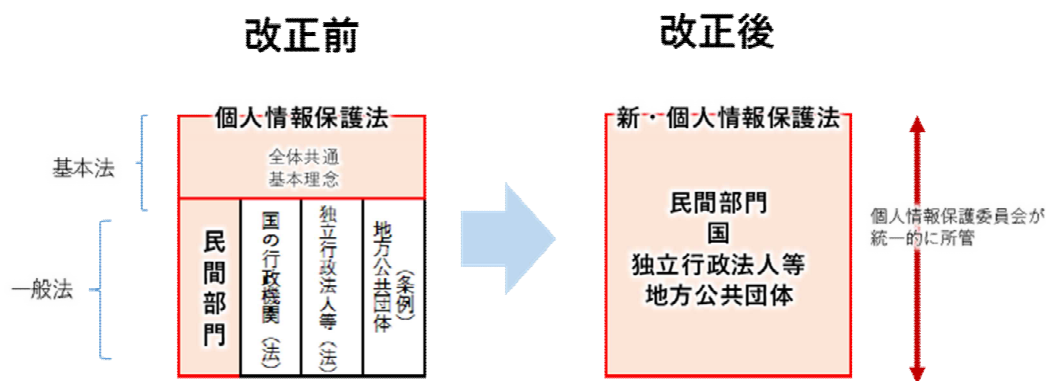 改正前
改正後
個人情報保護法
全体共通
基本理念
基本法
一般法
民間部門
国の行政機関(法)
独立行政法人等(法)
地方公共団体
(条例)
新・個人情報保護法
民間部門
国
独立行政法人等
地方公共団体
個人情報保護委員会が
統一的に所管